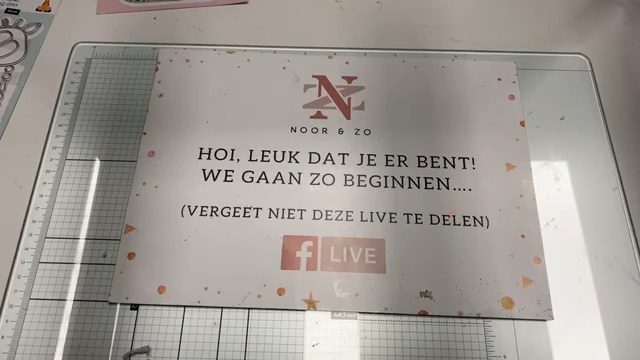 NZ
NOOR & ZO
HOI, LEUK DAT JE ER BENT!
WE GAAN ZO BEGINNEN....
(VERGEET NIET DEZE LIVE TE DELEN)
f LIVE